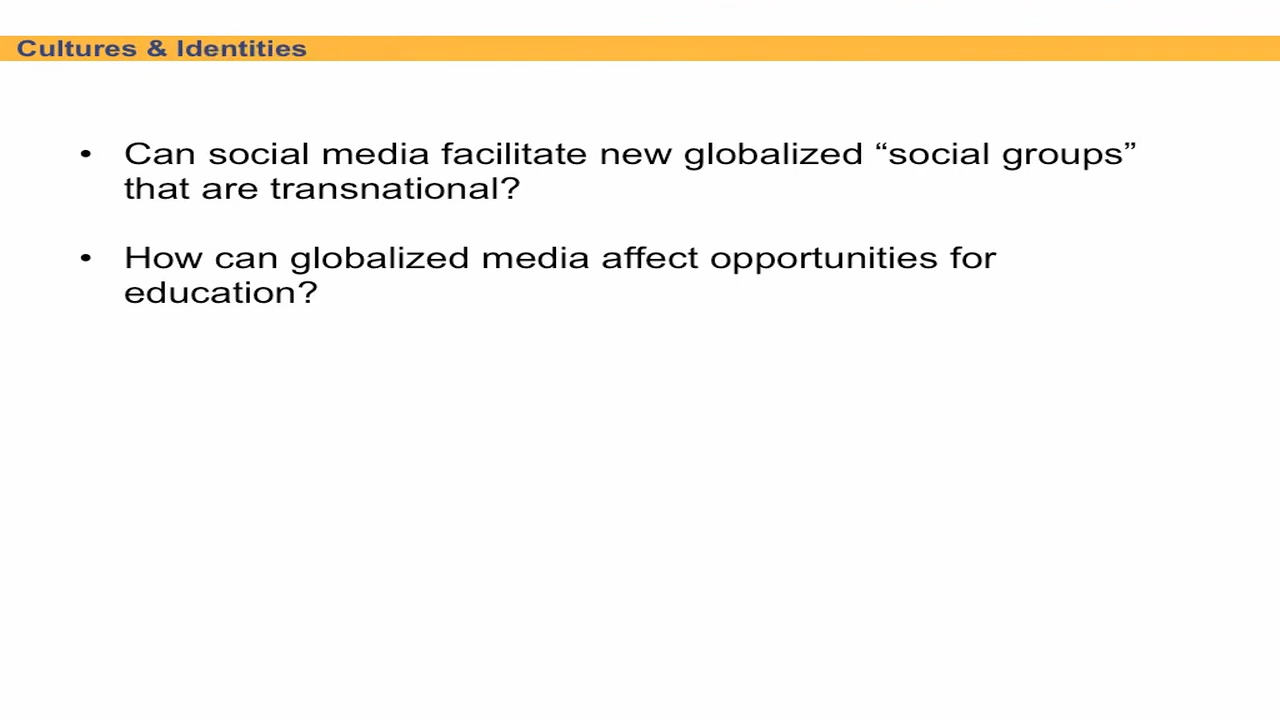 Cultures & Identities
• Can social media facilitate new globalized “social groups”
that are transnational?
• How can globalized media affect opportunities for
education?